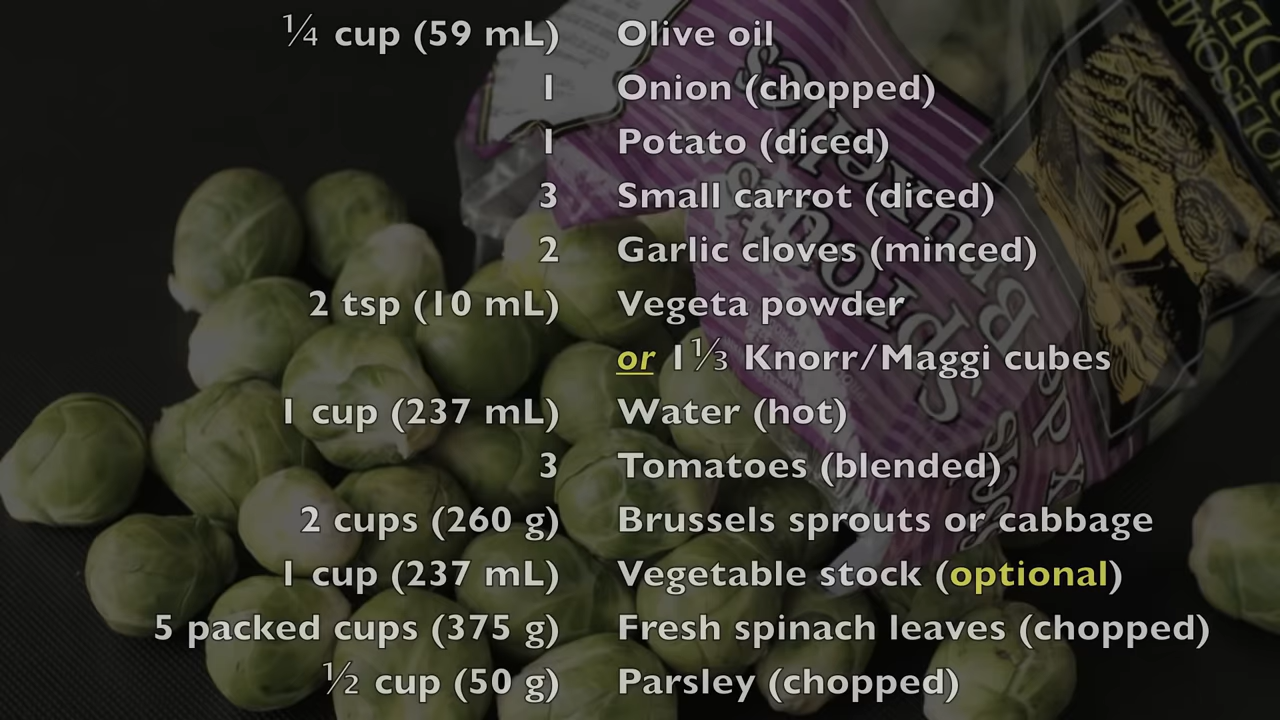 ¼ cup (59 mL) Olive oil
1 Onion (chopped)
1 Potato (diced)
3 Small carrot (diced)
2 Garlic cloves (minced)
2 tsp (10 mL) Vegeta powder
or 1⅓ Knorr/Maggi cubes
1 cup (237 mL) Water (hot)
3 Tomatoes (blended)
2 cups (260 g) Brussels sprouts or cabbage
1 cup (237 mL) Vegetable stock (optional)
5 packed cups (375 g) Fresh spinach leaves (chopped)
½ cup (50 g) Parsley (chopped)